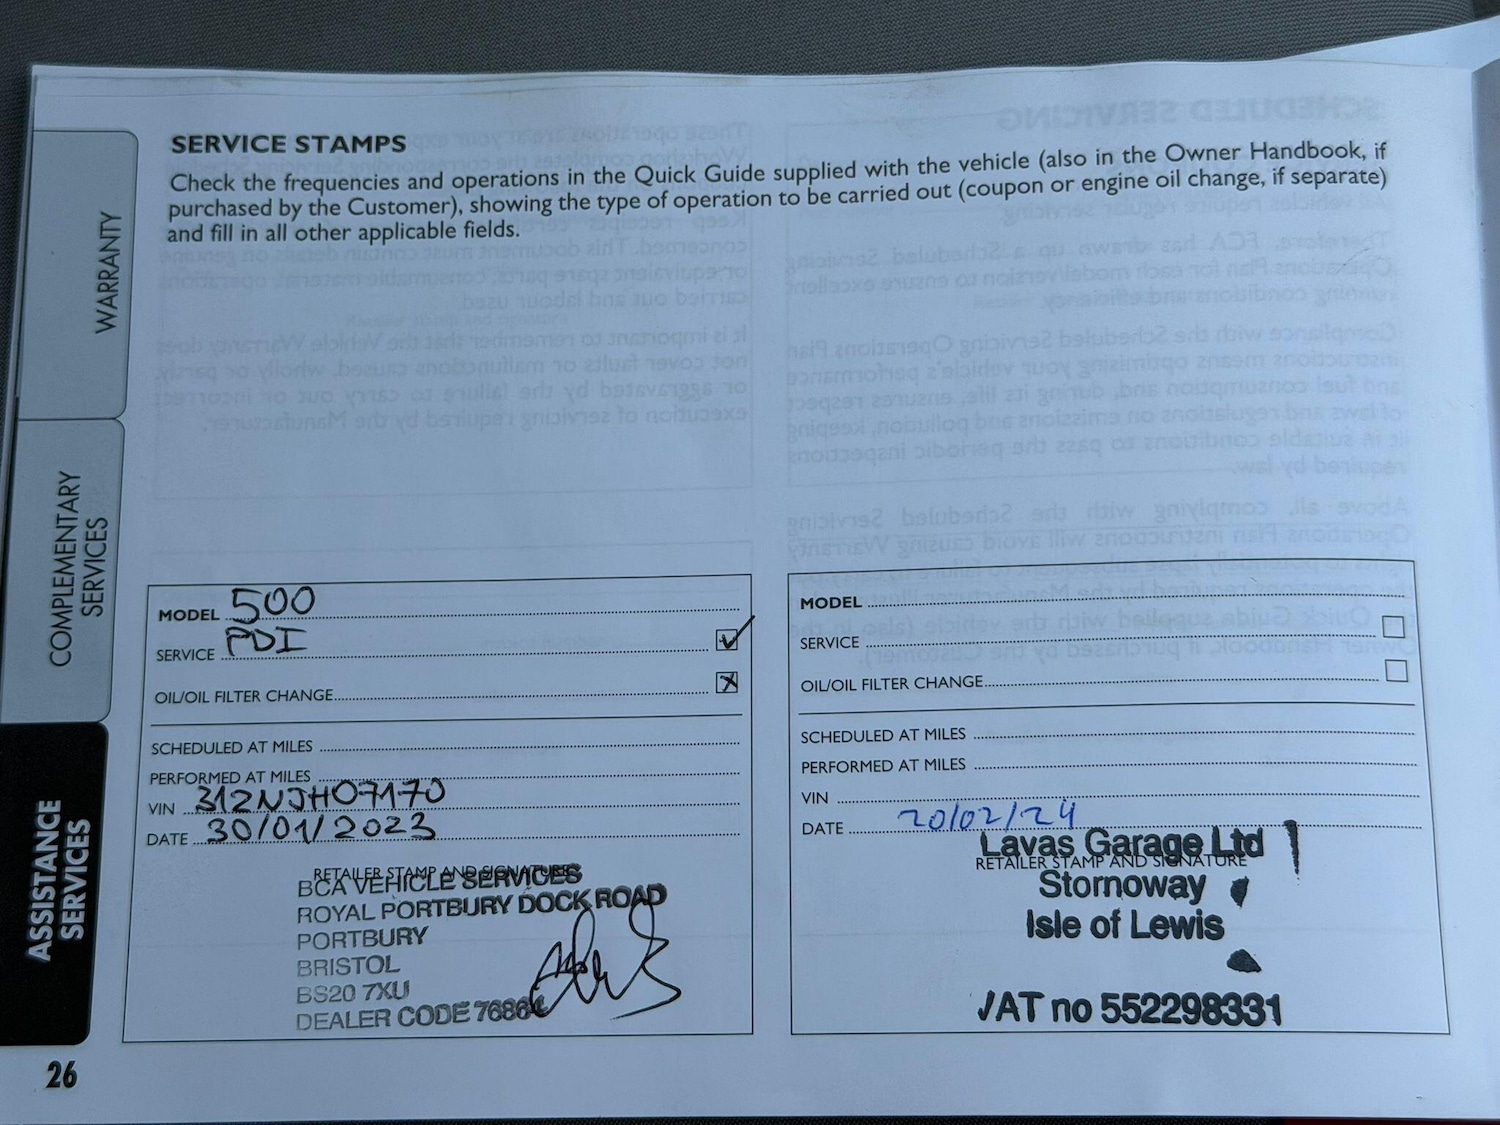 SERVICE STAMPS
Check the frequencies and operations in the Quick Guide supplied with the vehicle (also in the Owner Handbook, if
purchased by the Customer), showing the type of operation to be carried out (coupon or engine oil change, if separate)
and fill in all other applicable fields.
WARRANTY
COMPLEMENTARY
SERVICES
ASSISTANCE
SERVICES
MODEL 500
SERVICE PDI
OIL/OIL FILTER CHANGE
SCHEDULED AT MILES
PERFORMED AT MILES
VIN 312NJH07170
DATE 30/01/2023
RETAILER STAMP AND SIGNATURE
BCA VEHICLE SERVICES
ROYAL PORTBURY DOCK ROAD
PORTBURY
BRISTOL
BS20 7XU
DEALER CODE 76864
MODEL
SERVICE
OIL/OIL FILTER CHANGE
SCHEDULED AT MILES
PERFORMED AT MILES
VIN
DATE 20/02/24
Lavas Garage Ltd
RETAILER STAMP AND SIGNATURE
Stornoway
Isle of Lewis
VAT no 552298331
26